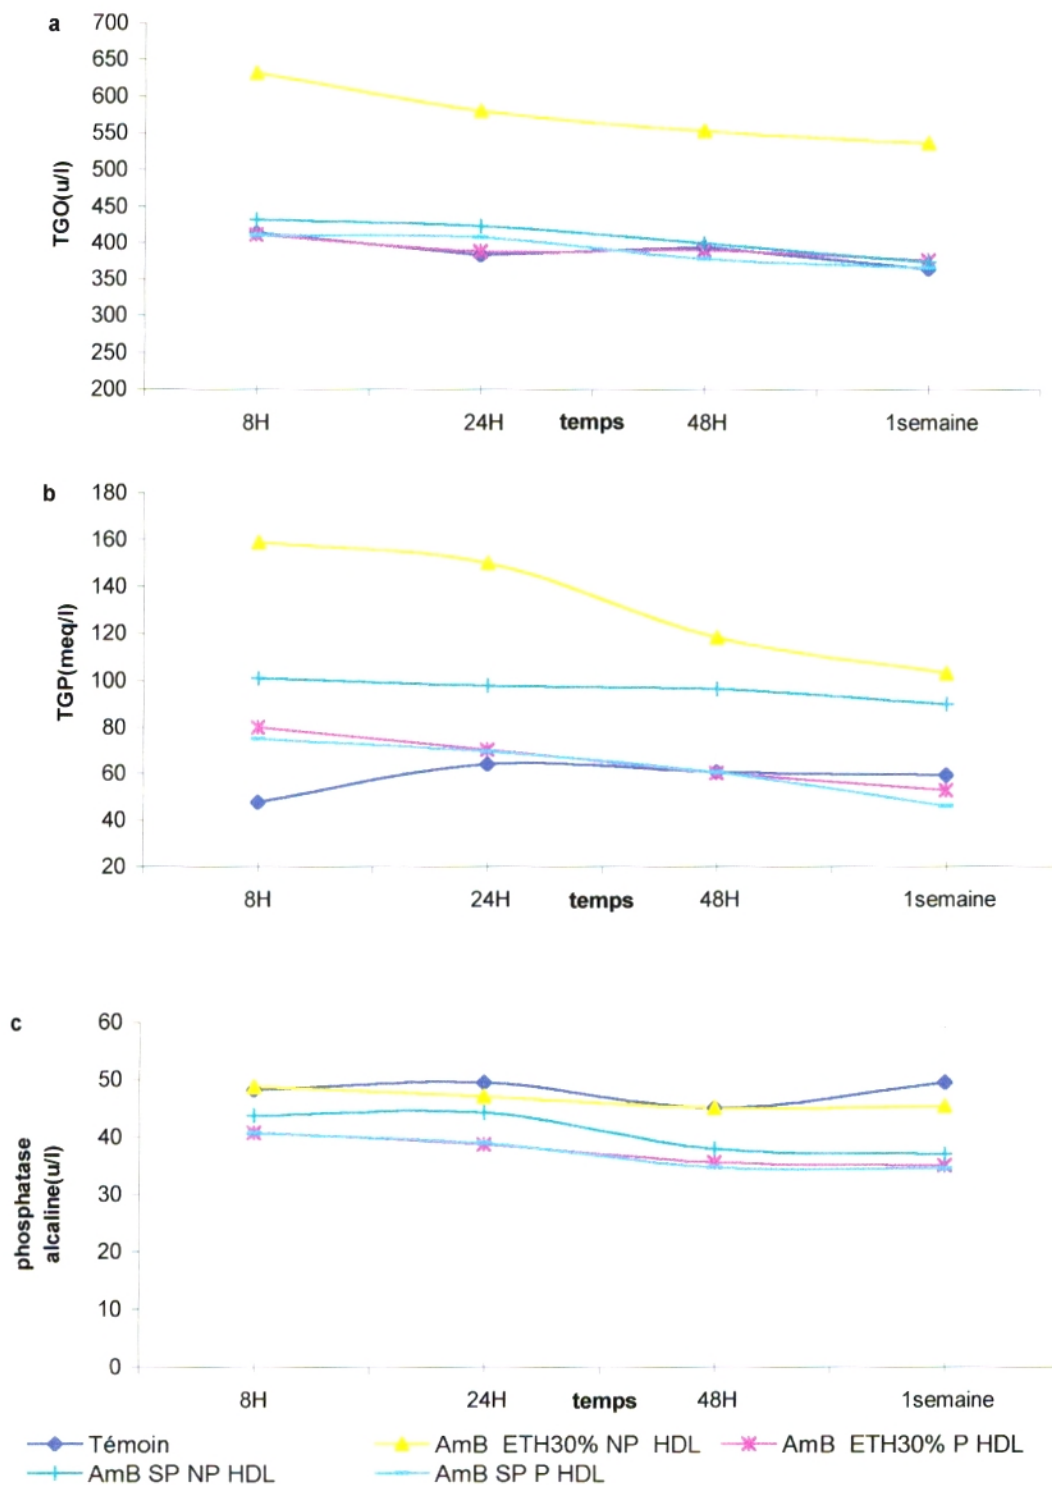 a
700
650
600
550
500
450
400
350
300
250
200
TGO(u/l)
8H 24H temps 48H 1semaine
b
180
160
140
120
100
80
60
40
20
TGP(meq/l)
8H 24H temps 48H 1semaine
c
60
50
40
30
20
10
0
phosphatase
alcaline(u/l)
8H 24H temps 48H 1semaine
Témoin AmB ETH30% NP HDL AmB ETH30% P HDL
AmB SP NP HDL AmB SP P HDL